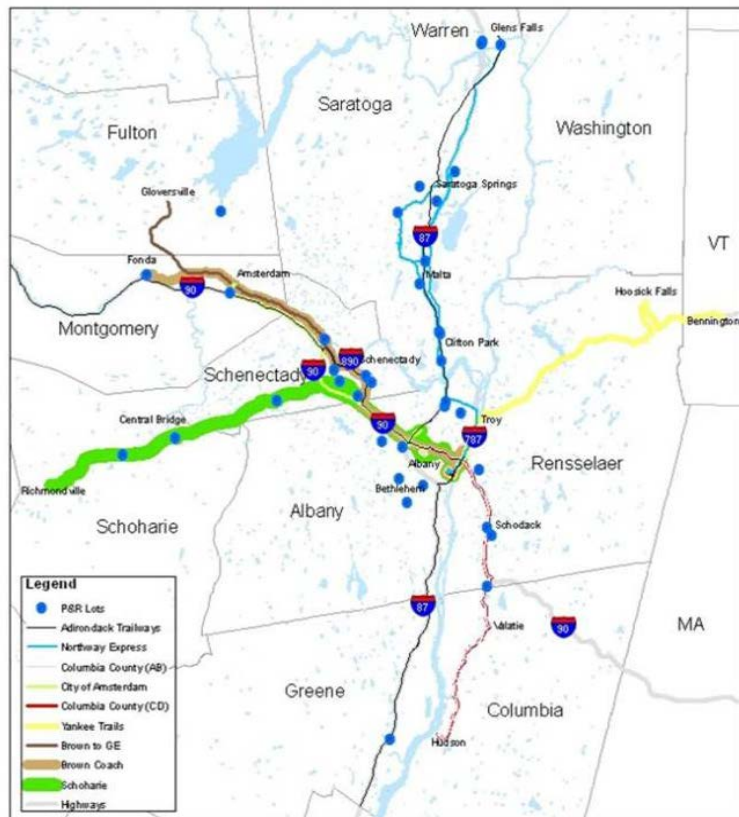 Warren
Glens Falls
Saratoga
Washington
Fulton
Gloversville
Saratoga Springs
87
VT
Fonda
Amsterdam
90
Malta
Hoosick Falls
Bennington
Montgomery
Clifton Park
890
Schenectady
90
Schenectady
Central Bridge
90
Troy
787
Albany
Rensselaer
Richmondville
Bethlehem
Schoharie
Albany
Schodack
87
90
MA
Valatie
Greene
Columbia
Hudson
Legend
P&R Lots
Adirondack Trailways
Northway Express
Columbia County (AB)
City of Amsterdam
Columbia County (CD)
Yankee Trails
Brown to GE
Brown Coach
Schoharie
Highways